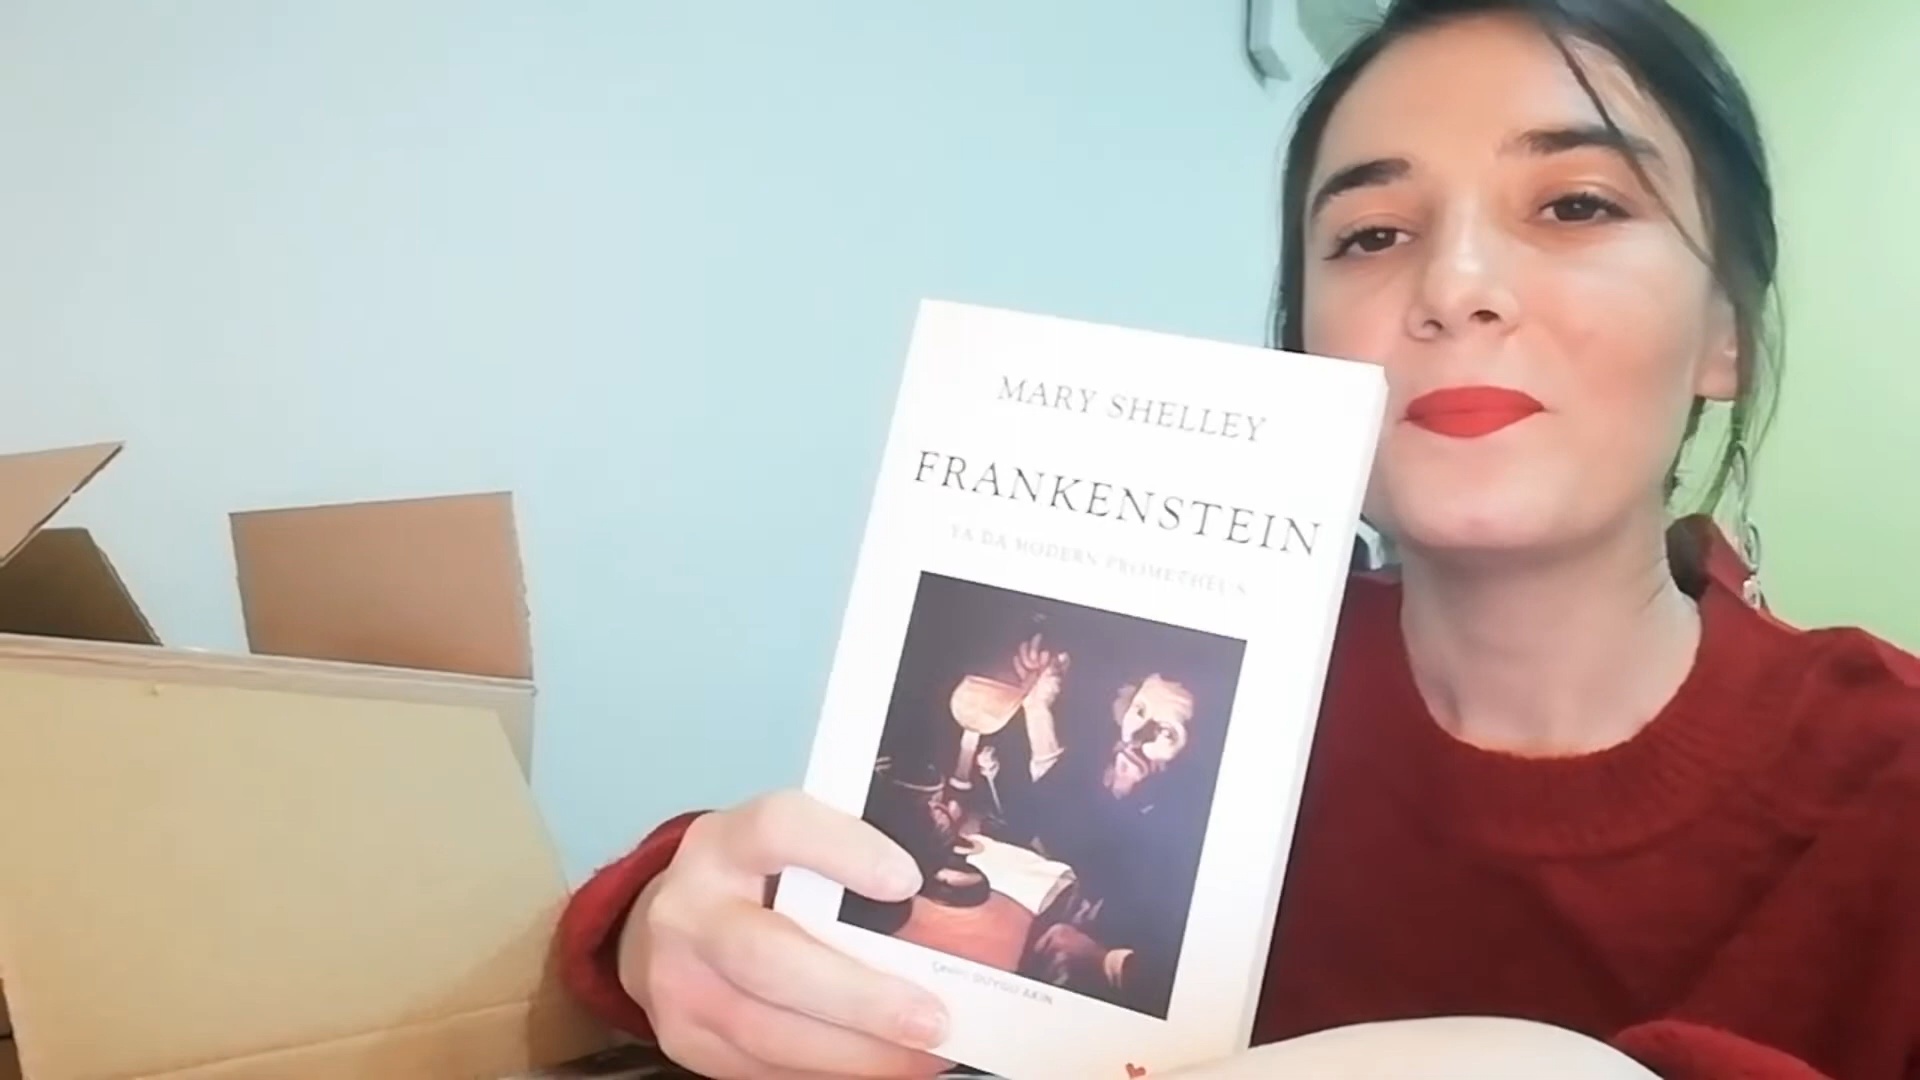 MARY SHELLEY
FRANKENSTEIN
YA DA MODERN PROMETHEUS
Çeviri: DUYGU AKIN